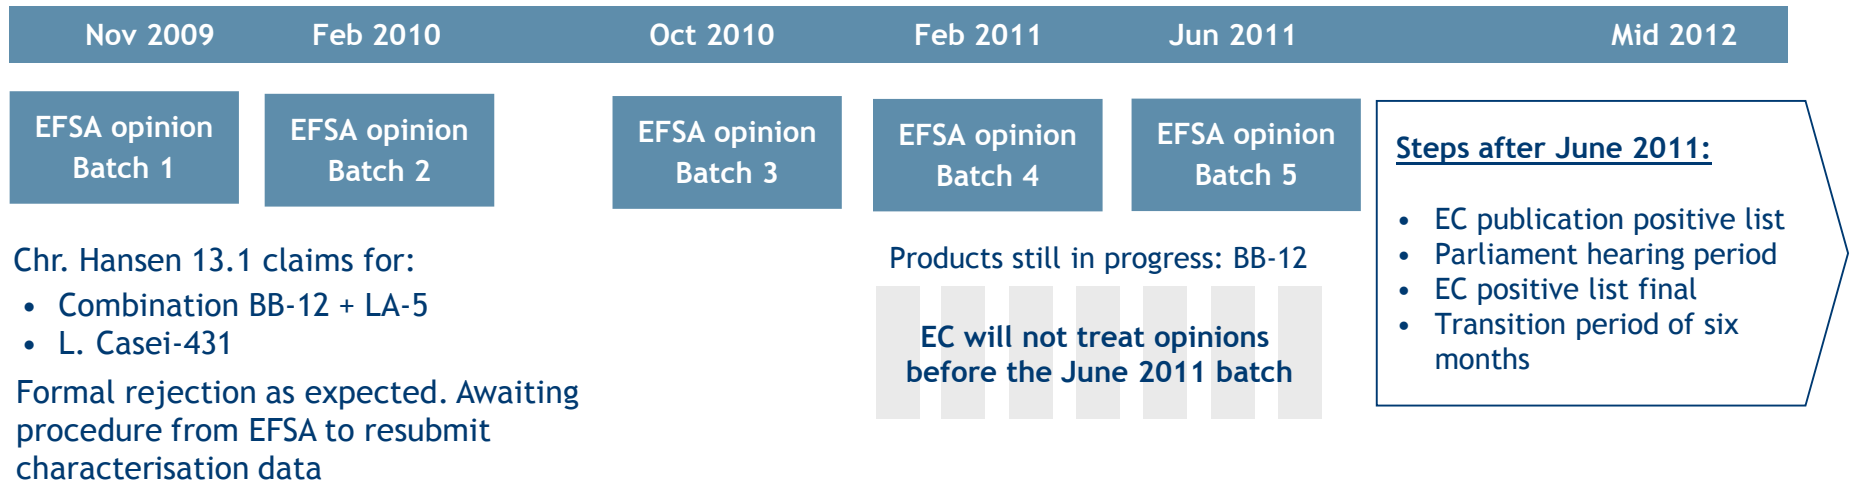 Nov 2009 Feb 2010 Oct 2010 Feb 2011 Jun 2011 Mid 2012
EFSA opinion
Batch 1
EFSA opinion
Batch 2
EFSA opinion
Batch 3
EFSA opinion
Batch 4
EFSA opinion
Batch 5
Chr. Hansen 13.1 claims for:
• Combination BB-12 + LA-5
• L. Casei-431
Formal rejection as expected. Awaiting
procedure from EFSA to resubmit
characterisation data
Products still in progress: BB-12
EC will not treat opinions
before the June 2011 batch
Steps after June 2011:
• EC publication positive list
• Parliament hearing period
• EC positive list final
• Transition period of six
months